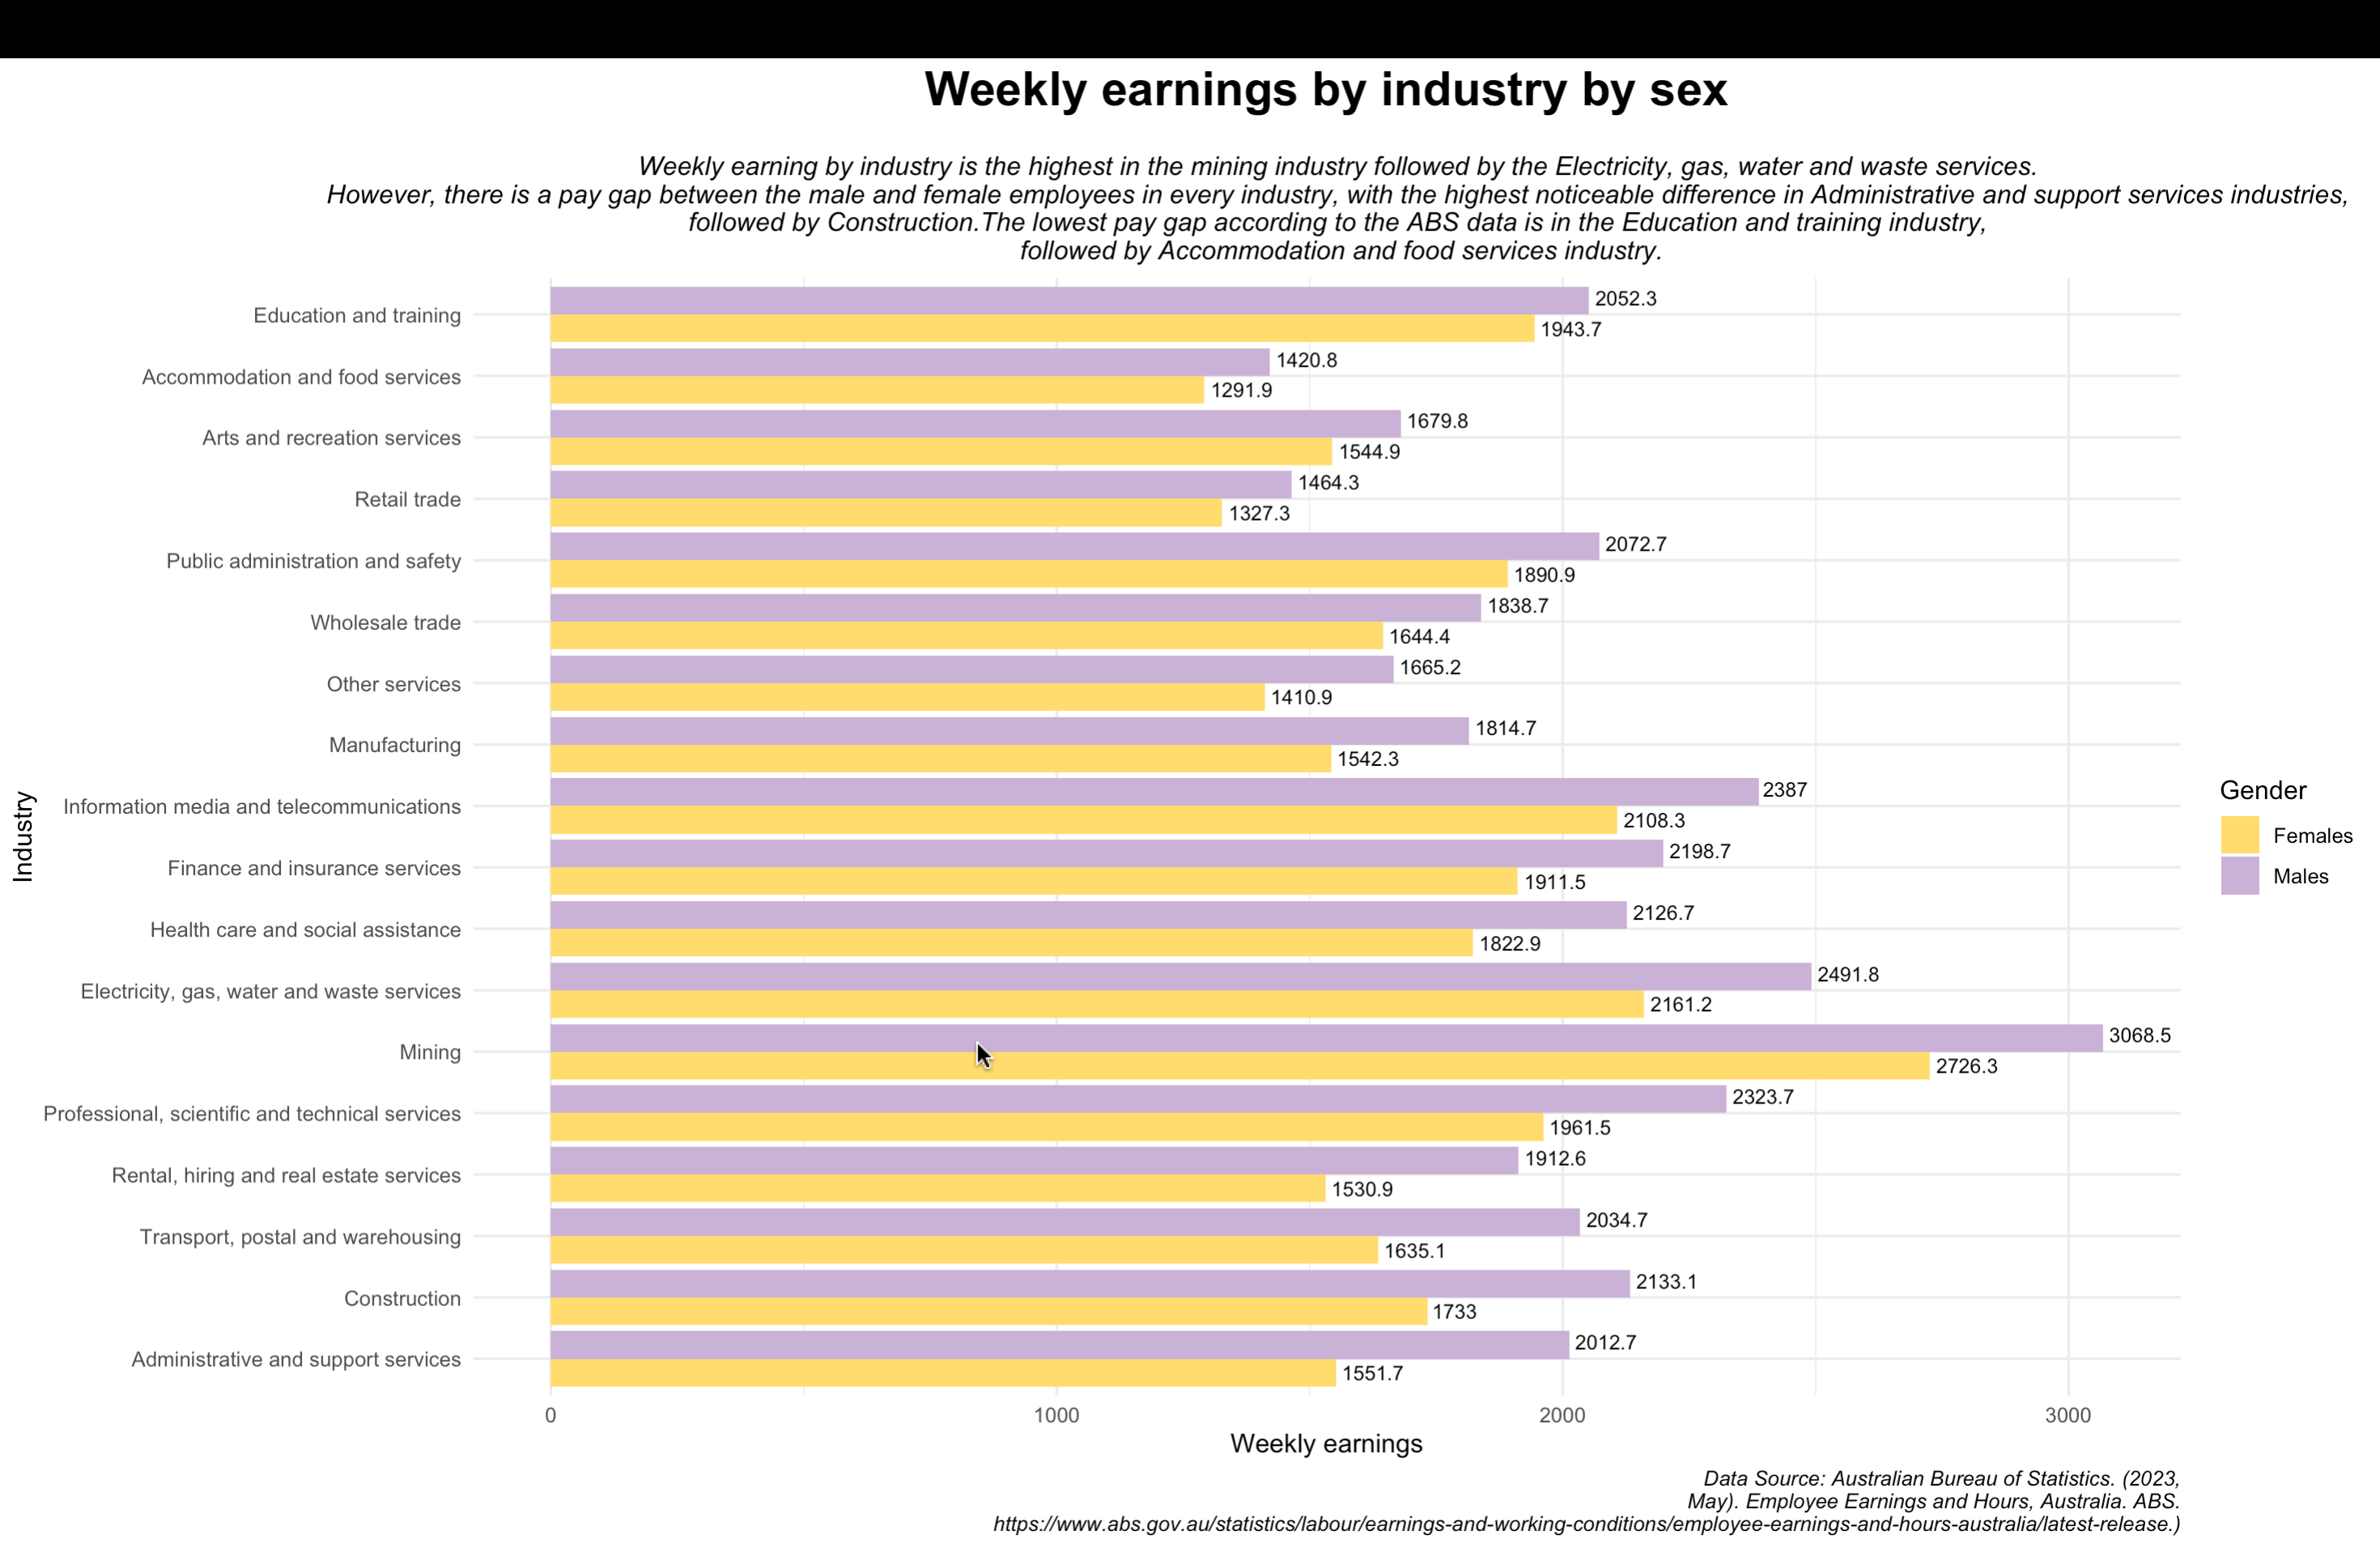 Weekly earnings by industry by sex
Weekly earning by industry is the highest in the mining industry followed by the Electricity, gas, water and waste services.
However, there is a pay gap between the male and female employees in every industry, with the highest noticeable difference in Administrative and support services industries,
followed by Construction.The lowest pay gap according to the ABS data is in the Education and training industry,
followed by Accommodation and food services industry.
Industry
Education and training
2052.3
1943.7
Accommodation and food services
1420.8
1291.9
Arts and recreation services
1679.8
1544.9
Retail trade
1464.3
1327.3
Public administration and safety
2072.7
1890.9
Wholesale trade
1838.7
1644.4
Other services
1665.2
1410.9
Manufacturing
1814.7
1542.3
Information media and telecommunications
2387
2108.3
Finance and insurance services
2198.7
1911.5
Health care and social assistance
2126.7
1822.9
Electricity, gas, water and waste services
2491.8
2161.2
Mining
3068.5
2726.3
Professional, scientific and technical services
2323.7
1961.5
Rental, hiring and real estate services
1912.6
1530.9
Transport, postal and warehousing
2034.7
1635.1
Construction
2133.1
1733
Administrative and support services
2012.7
1551.7
0 1000 2000 3000
Weekly earnings
Gender
Females
Males
Data Source: Australian Bureau of Statistics. (2023,
May). Employee Earnings and Hours, Australia. ABS.
https://www.abs.gov.au/statistics/labour/earnings-and-working-conditions/employee-earnings-and-hours-australia/latest-release.)